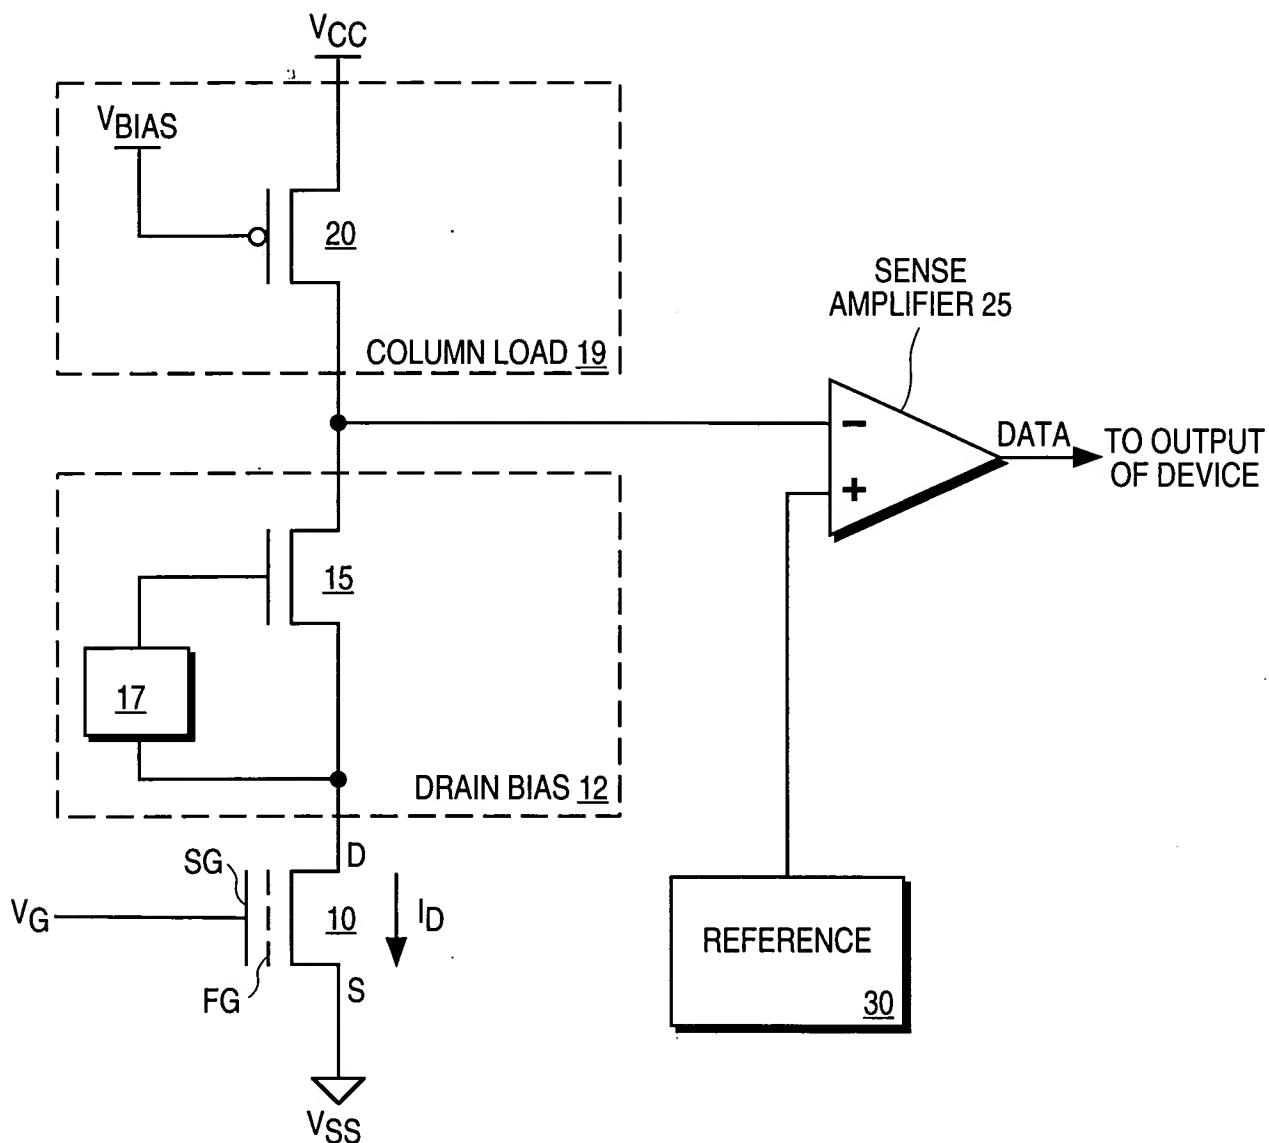 VCC
VBIAS
20
COLUMN LOAD 19
SENSE
AMPLIFIER 25
−
+
DATA
TO OUTPUT
OF DEVICE
15
17
DRAIN BIAS 12
SG
D
VG
10
ID
FG
S
VSS
REFERENCE
30